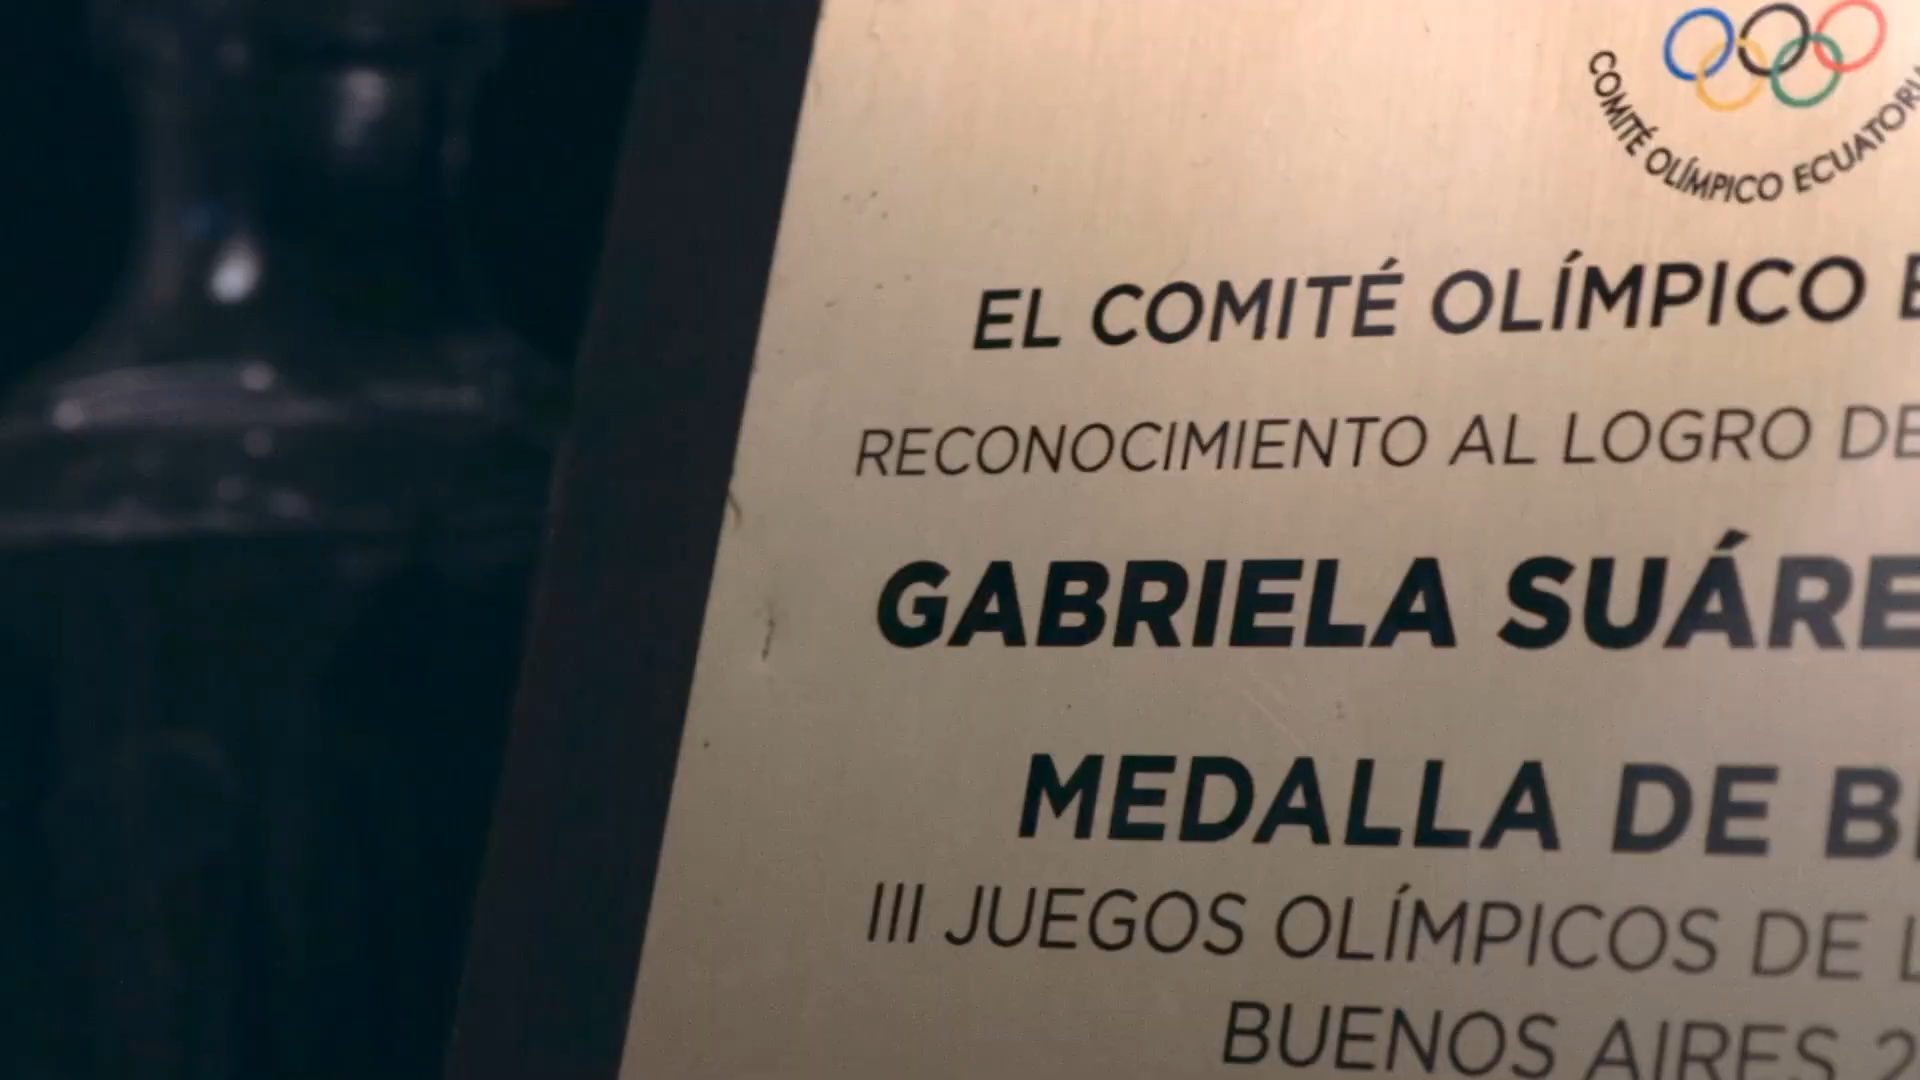 COMITÉ OLÍMPICO ECUATORI
EL COMITÉ OLÍMPICO E
RECONOCIMIENTO AL LOGRO DE
GABRIELA SUÁRE
MEDALLA DE B
III JUEGOS OLÍMPICOS DE L
BUENOS AIRES 2